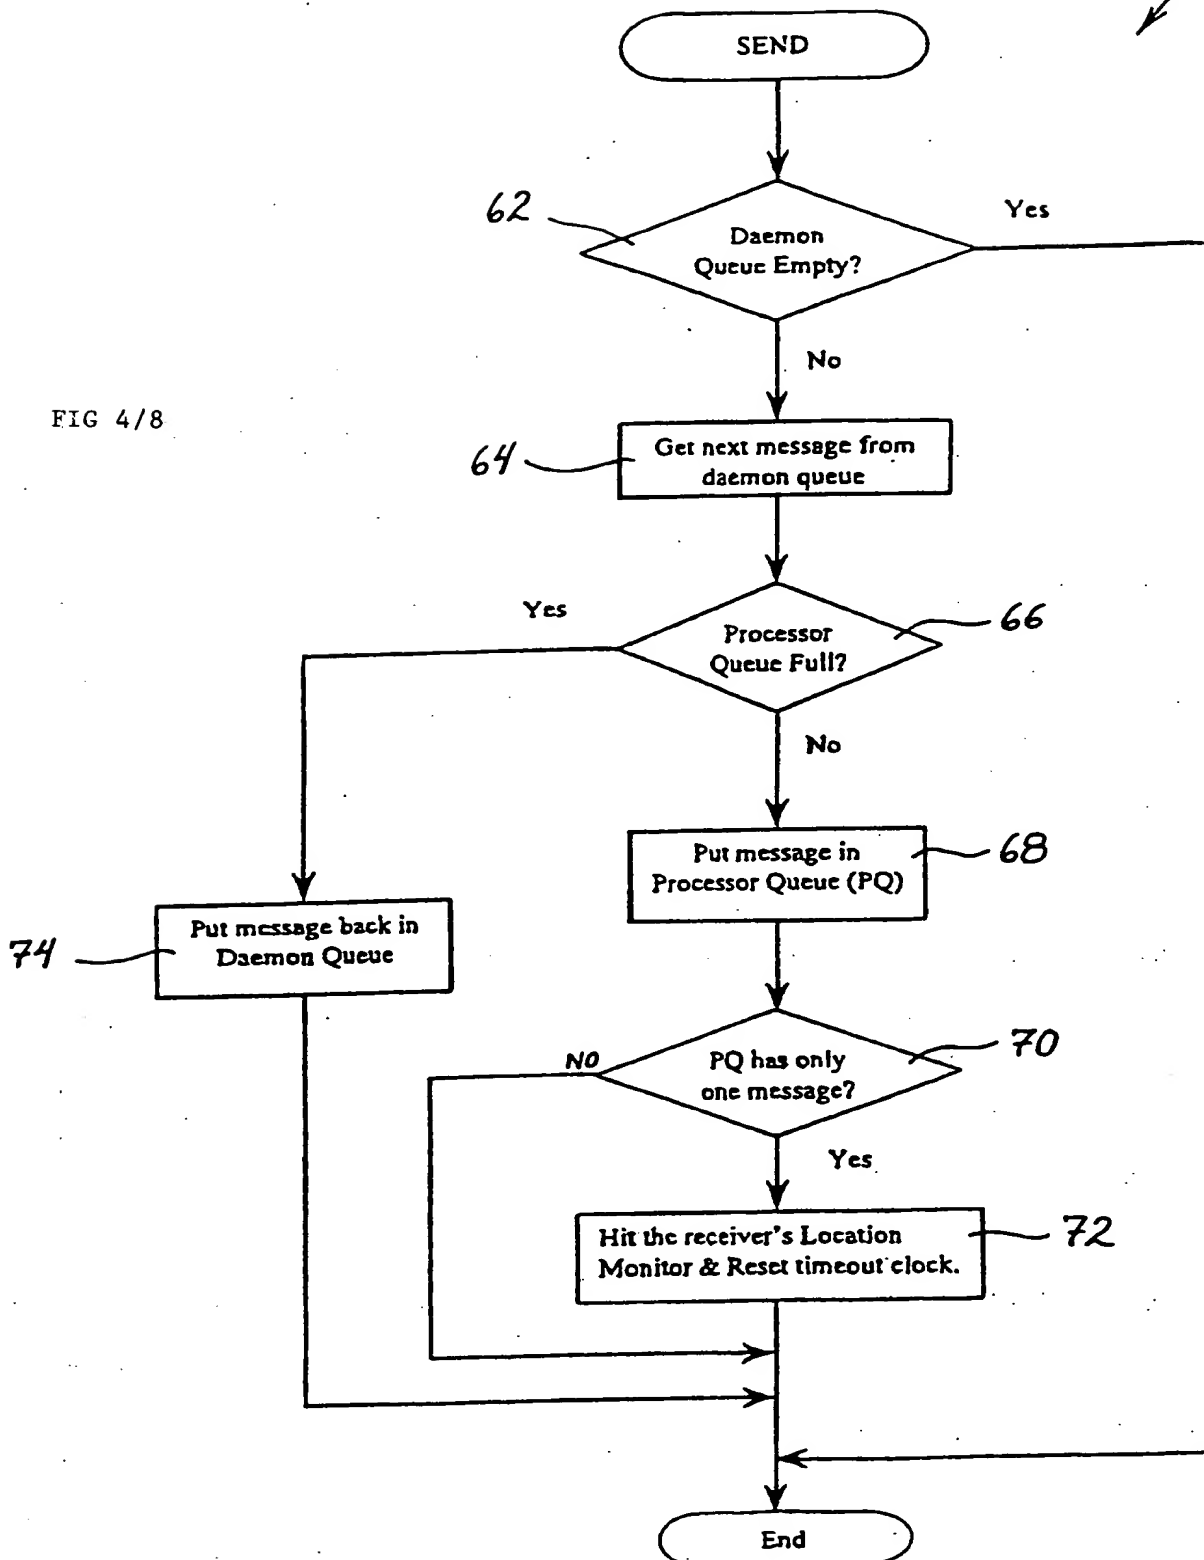 SEND
62
Yes
Daemon
Queue Empty?
No
FIG 4/8
64
Get next message from
daemon queue
Yes
66
Processor
Queue Full?
No
68
Put message in
Processor Queue (PQ)
74
Put message back in
Daemon Queue
NO
70
PQ has only
one message?
Yes
72
Hit the receiver's Location
Monitor & Reset timeout clock.
End